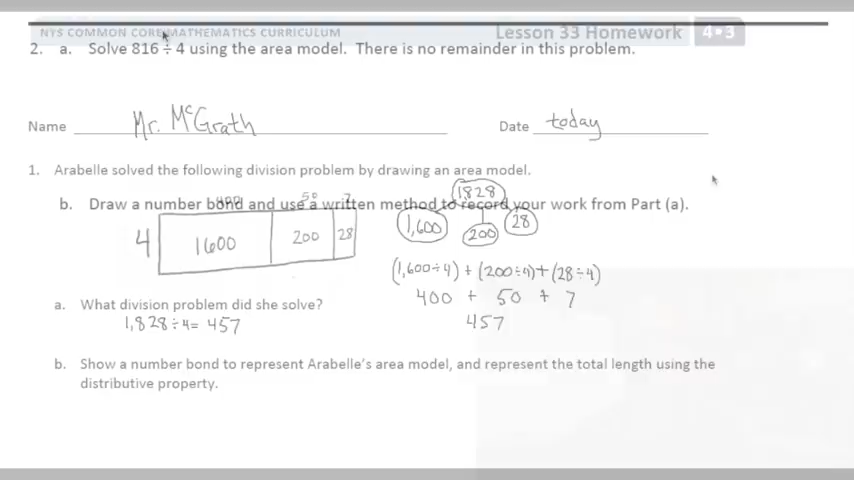 NYS COMMON CORE MATHEMATICS CURRICULUM Lesson 33 Homework 4•3
2. a. Solve 816 ÷ 4 using the area model. There is no remainder in this problem.
Name Mr. McGrath Date today
1. Arabelle solved the following division problem by drawing an area model.
400 50 7 1,828
b. Draw a number bond and use a written method to record your work from Part (a).
4 1600 200 28 1,600 200 28
(1,600÷4) + (200÷4) + (28÷4)
400 + 50 + 7
a. What division problem did she solve?
1,828÷4= 457 457
b. Show a number bond to represent Arabelle's area model, and represent the total length using the
distributive property.